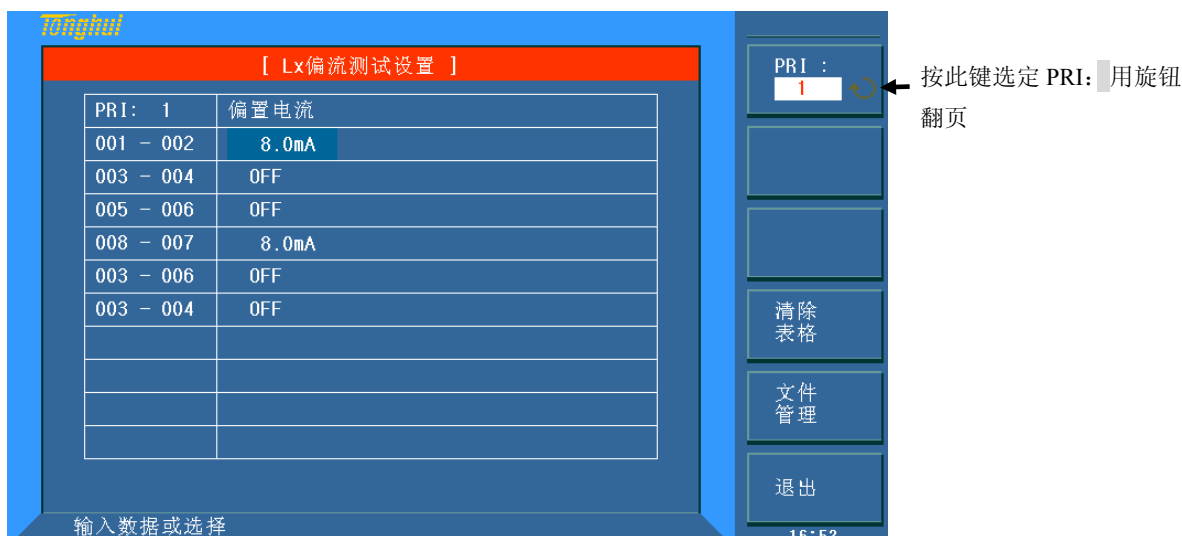 Tonghui
[ Lx偏流测试设置 ]
PRI: 1 偏置电流
001 - 002 8.0mA
003 - 004 OFF
005 - 006 OFF
008 - 007 8.0mA
003 - 006 OFF
003 - 004 OFF
输入数据或选择
PRI :
1
清除
表格
文件
管理
退出
16:52
按此键选定 PRI: 用旋钮
翻页